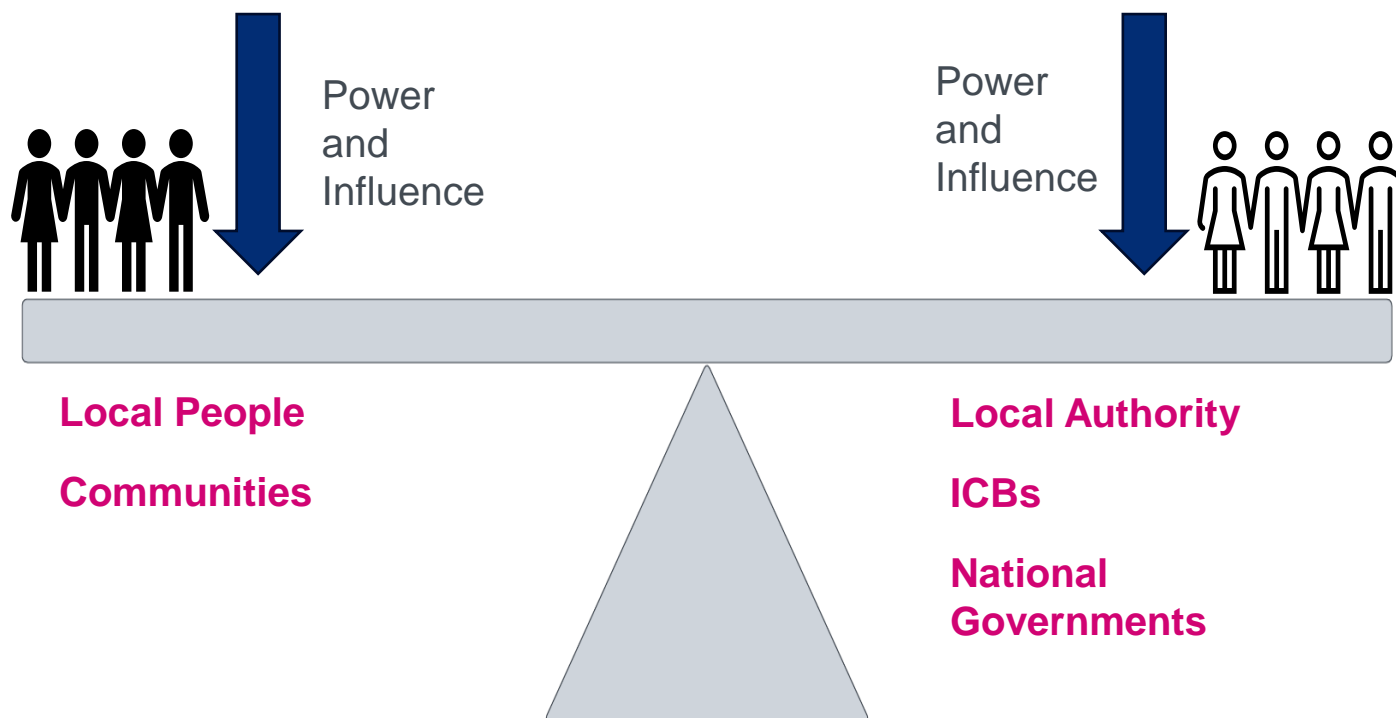 Power
and
Influence
Power
and
Influence
Local People
Communities
Local Authority
ICBs
National
Governments